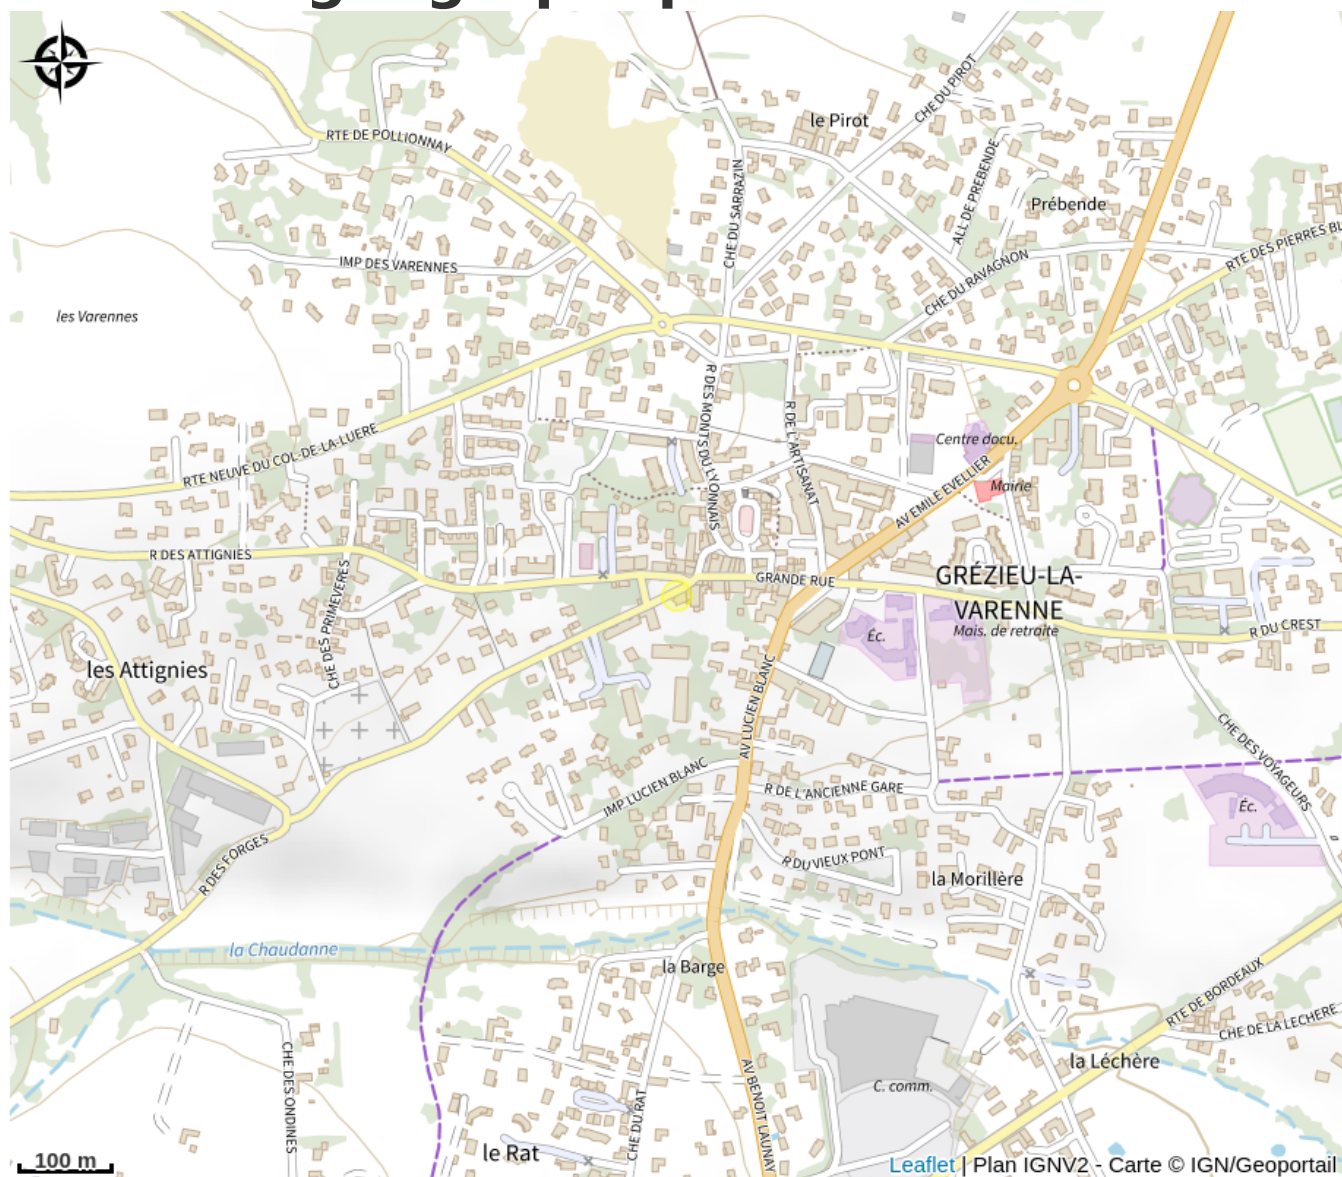 le Pirot
CHE DU PIROT
RTE DE POLLIONNAY
CHE DU SARRAZIN
ALL DE PREBENDE
Prébende
IMP DES VARENNES
CHE DU RAVAGNON
RTE DES PIERRES BL
les Varennes
R DES MONTS DU LYONNAIS
R DE L'ARTISANAT
RTE NEUVE DU COL-DE-LA-LUERE
Centre docu.
Mairie
AV EMILE EVELLIER
R DES ATTIGNIES
CHE DES PRIMEVERES
GRANDE RUE
GRÉZIEU-LA-
VARENNE
Mais. de retraite
Éc.
R DU CREST
les Attignies
AV LUCIEN BLANC
CHE DES VOYAGEURS
IMP LUCIEN BLANC
R DE L'ANCIENNE GARE
Éc.
R DES FORGES
R DU VIEUX PONT
la Morillère
la Chaudanne
la Barge
RTE DE BORDEAUX
CHE DE LA LECHERE
la Léchère
CHE DES ONDINES
C. comm.
CHE DU RAT
AV BENOIT LAUNAY
le Rat
100 m
Leaflet | Plan IGNV2 - Carte © IGN/Geoportail